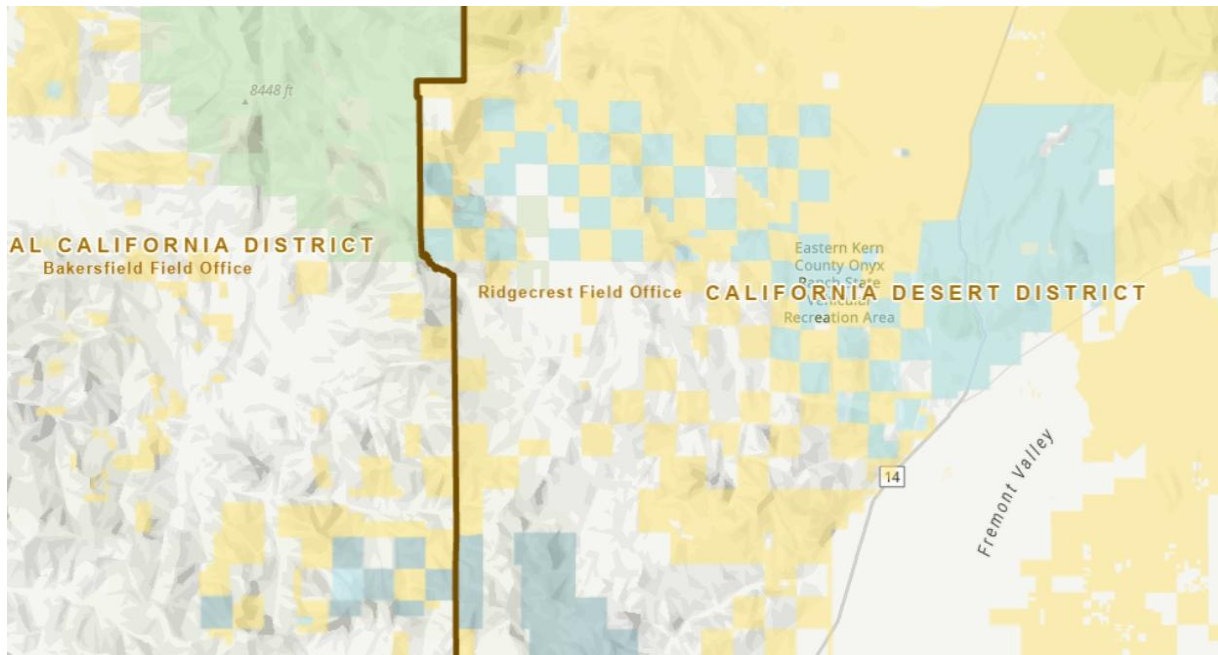 8448 ft
AL CALIFORNIA DISTRICT
Bakersfield Field Office
Ridgecrest Field Office
Eastern Kern
County Onyx
Ranch State
Vehicular
Recreation Area
CALIFORNIA DESERT DISTRICT
14
Fremont Valley